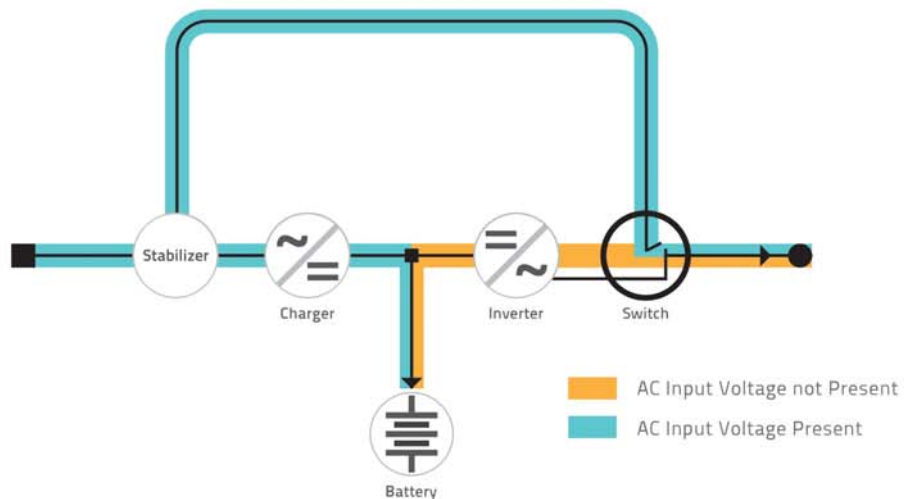 Stabilizer
Charger
Inverter
Switch
AC Input Voltage not Present
AC Input Voltage Present
Battery